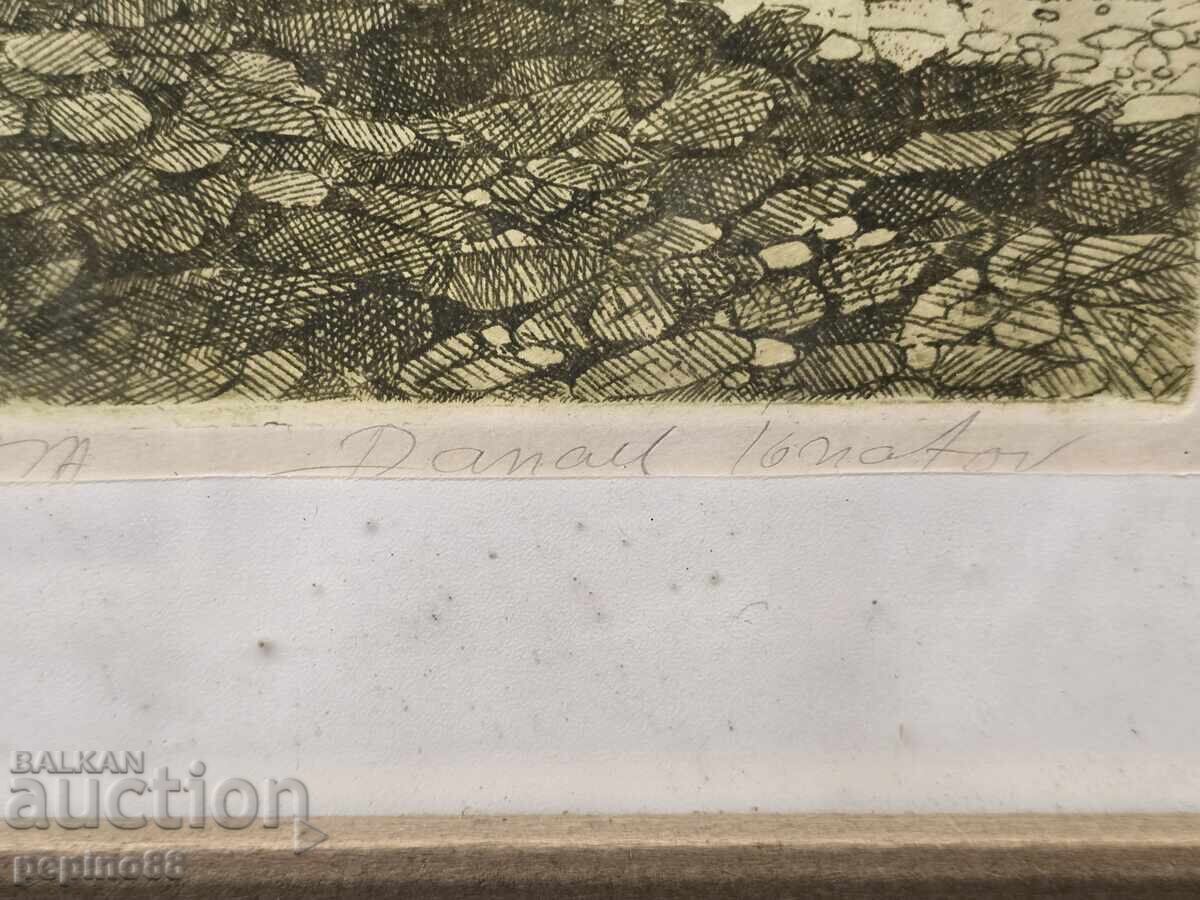 Danail Ignatov
BALKAN
auction
pepino88